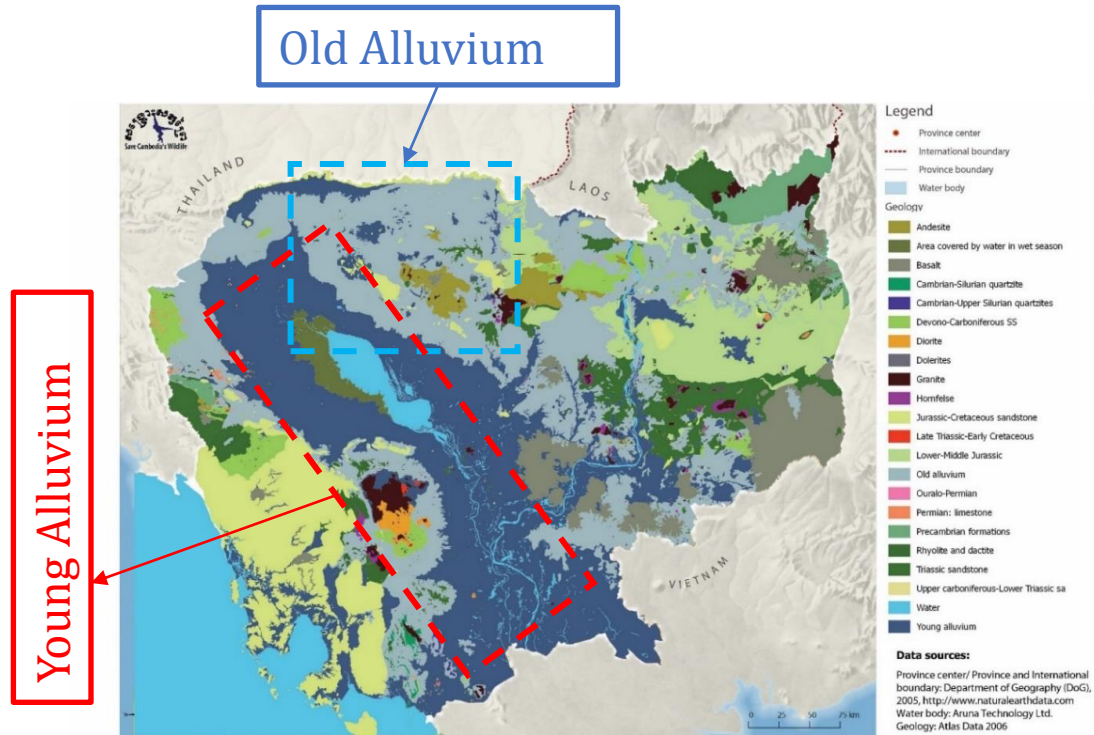 Old Alluvium
Young Alluvium
Save Cambodia's Wildlife
THAILAND
LAOS
VIETNAM
0 25 50 75 km
Legend
Province center
International boundary
Province boundary
Water body
Geology
Andesite
Area covered by water in wet season
Basalt
Cambrian-Silurian quartzite
Cambrian-Upper Silurian quartzites
Devono-Carboniferous SS
Diorite
Dolerites
Granite
Hornfelse
Jurassic-Cretaceous sandstone
Late Triassic-Early Cretaceous
Lower-Middle Jurassic
Old alluvium
Ouralo-Permian
Permian: limestone
Precambrian formations
Rhyolite and dactite
Triassic sandstone
Upper carboniferous-Lower Triassic sa
Water
Young alluvium
Data sources:
Province center/ Province and International
boundary: Department of Geography (DoG),
2005, http://www.naturalearthdata.com
Water body: Aruna Technology Ltd.
Geology: Atlas Data 2006